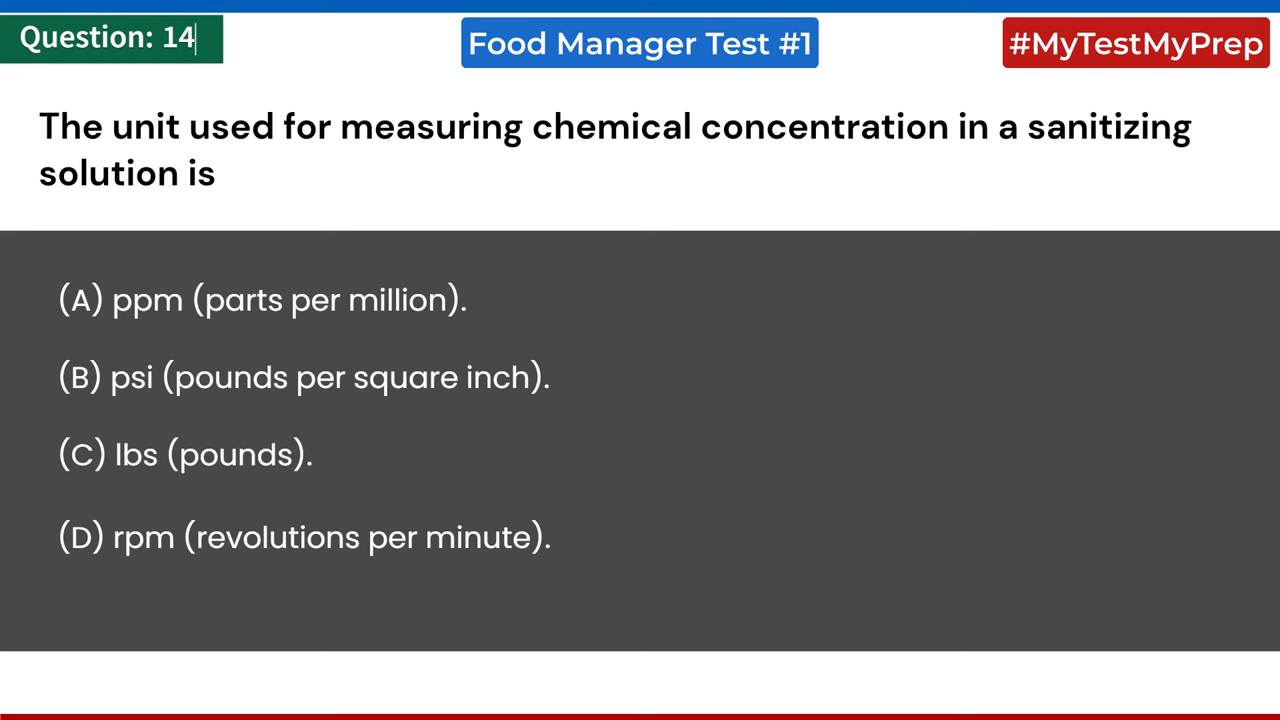 Question: 14
Food Manager Test #1
#MyTestMyPrep
The unit used for measuring chemical concentration in a sanitizing
solution is
(A) ppm (parts per million).
(B) psi (pounds per square inch).
(C) lbs (pounds).
(D) rpm (revolutions per minute).